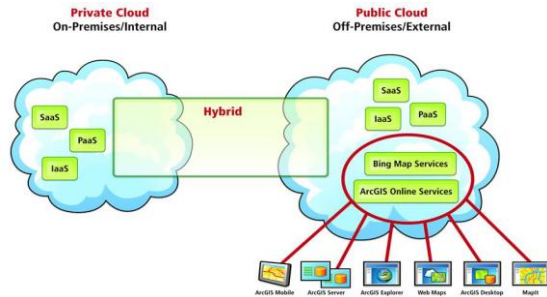 Private Cloud
On-Premises/Internal
Public Cloud
Off-Premises/External
SaaS
PaaS
IaaS
Hybrid
SaaS
IaaS
PaaS
Bing Map Services
ArcGIS Online Services
ArcGIS Mobile
ArcGIS Server
ArcGIS Explorer
Web Maps
ArcGIS Desktop
MapIt